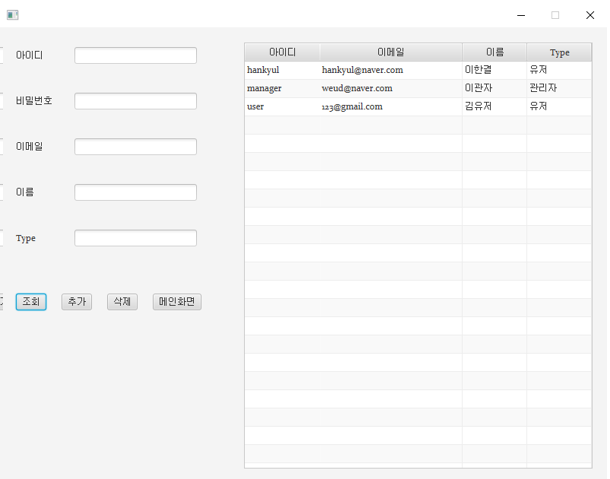 아이디
비밀번호
이메일
이름
Type
조회 추가 삭제 메인화면
아이디 이메일 이름 Type
hankyul hankyul@naver.com 이한결 유저
manager weud@naver.com 이관자 관리자
user 123@gmail.com 김유저 유저